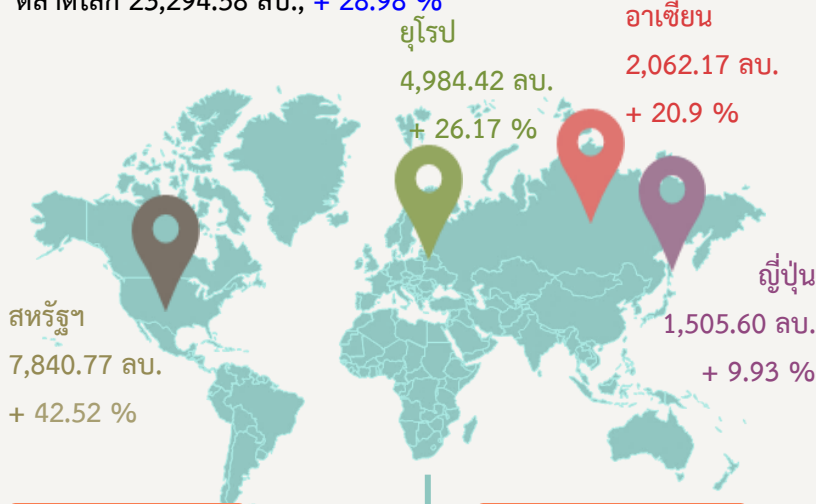 ตลาดโลก 23,294.58 ลบ., + 28.98 %
ยุโรป
4,984.42 ลบ.
+ 26.17 %
อาเซียน
2,062.17 ลบ.
+ 20.9 %
ญี่ปุ่น
1,505.60 ลบ.
+ 9.93 %
สหรัฐฯ
7,840.77 ลบ.
+ 42.52 %